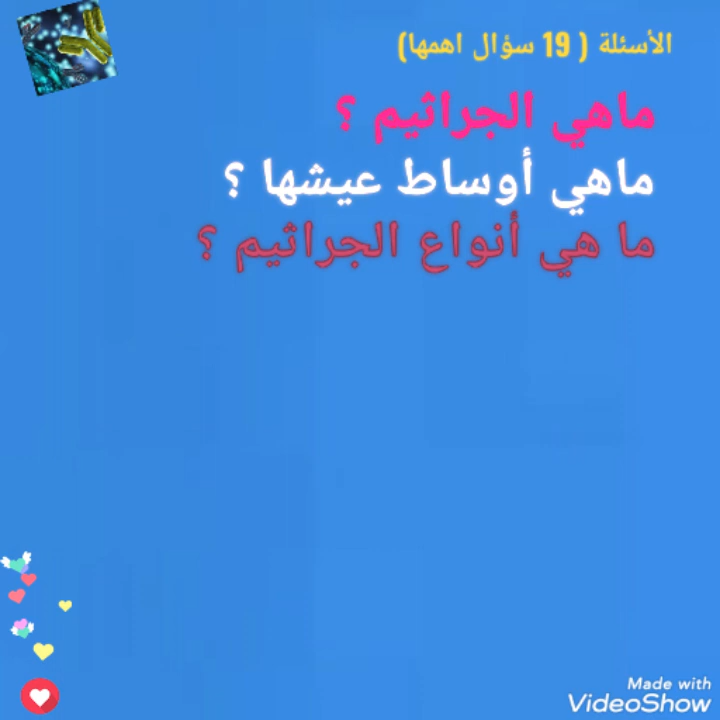 الأسئلة ( 19 سؤال اهمها)
ماهي الجراثيم ؟
ماهي أوساط عيشها ؟
ما هي أنواع الجراثيم ؟
Made with
VideoShow